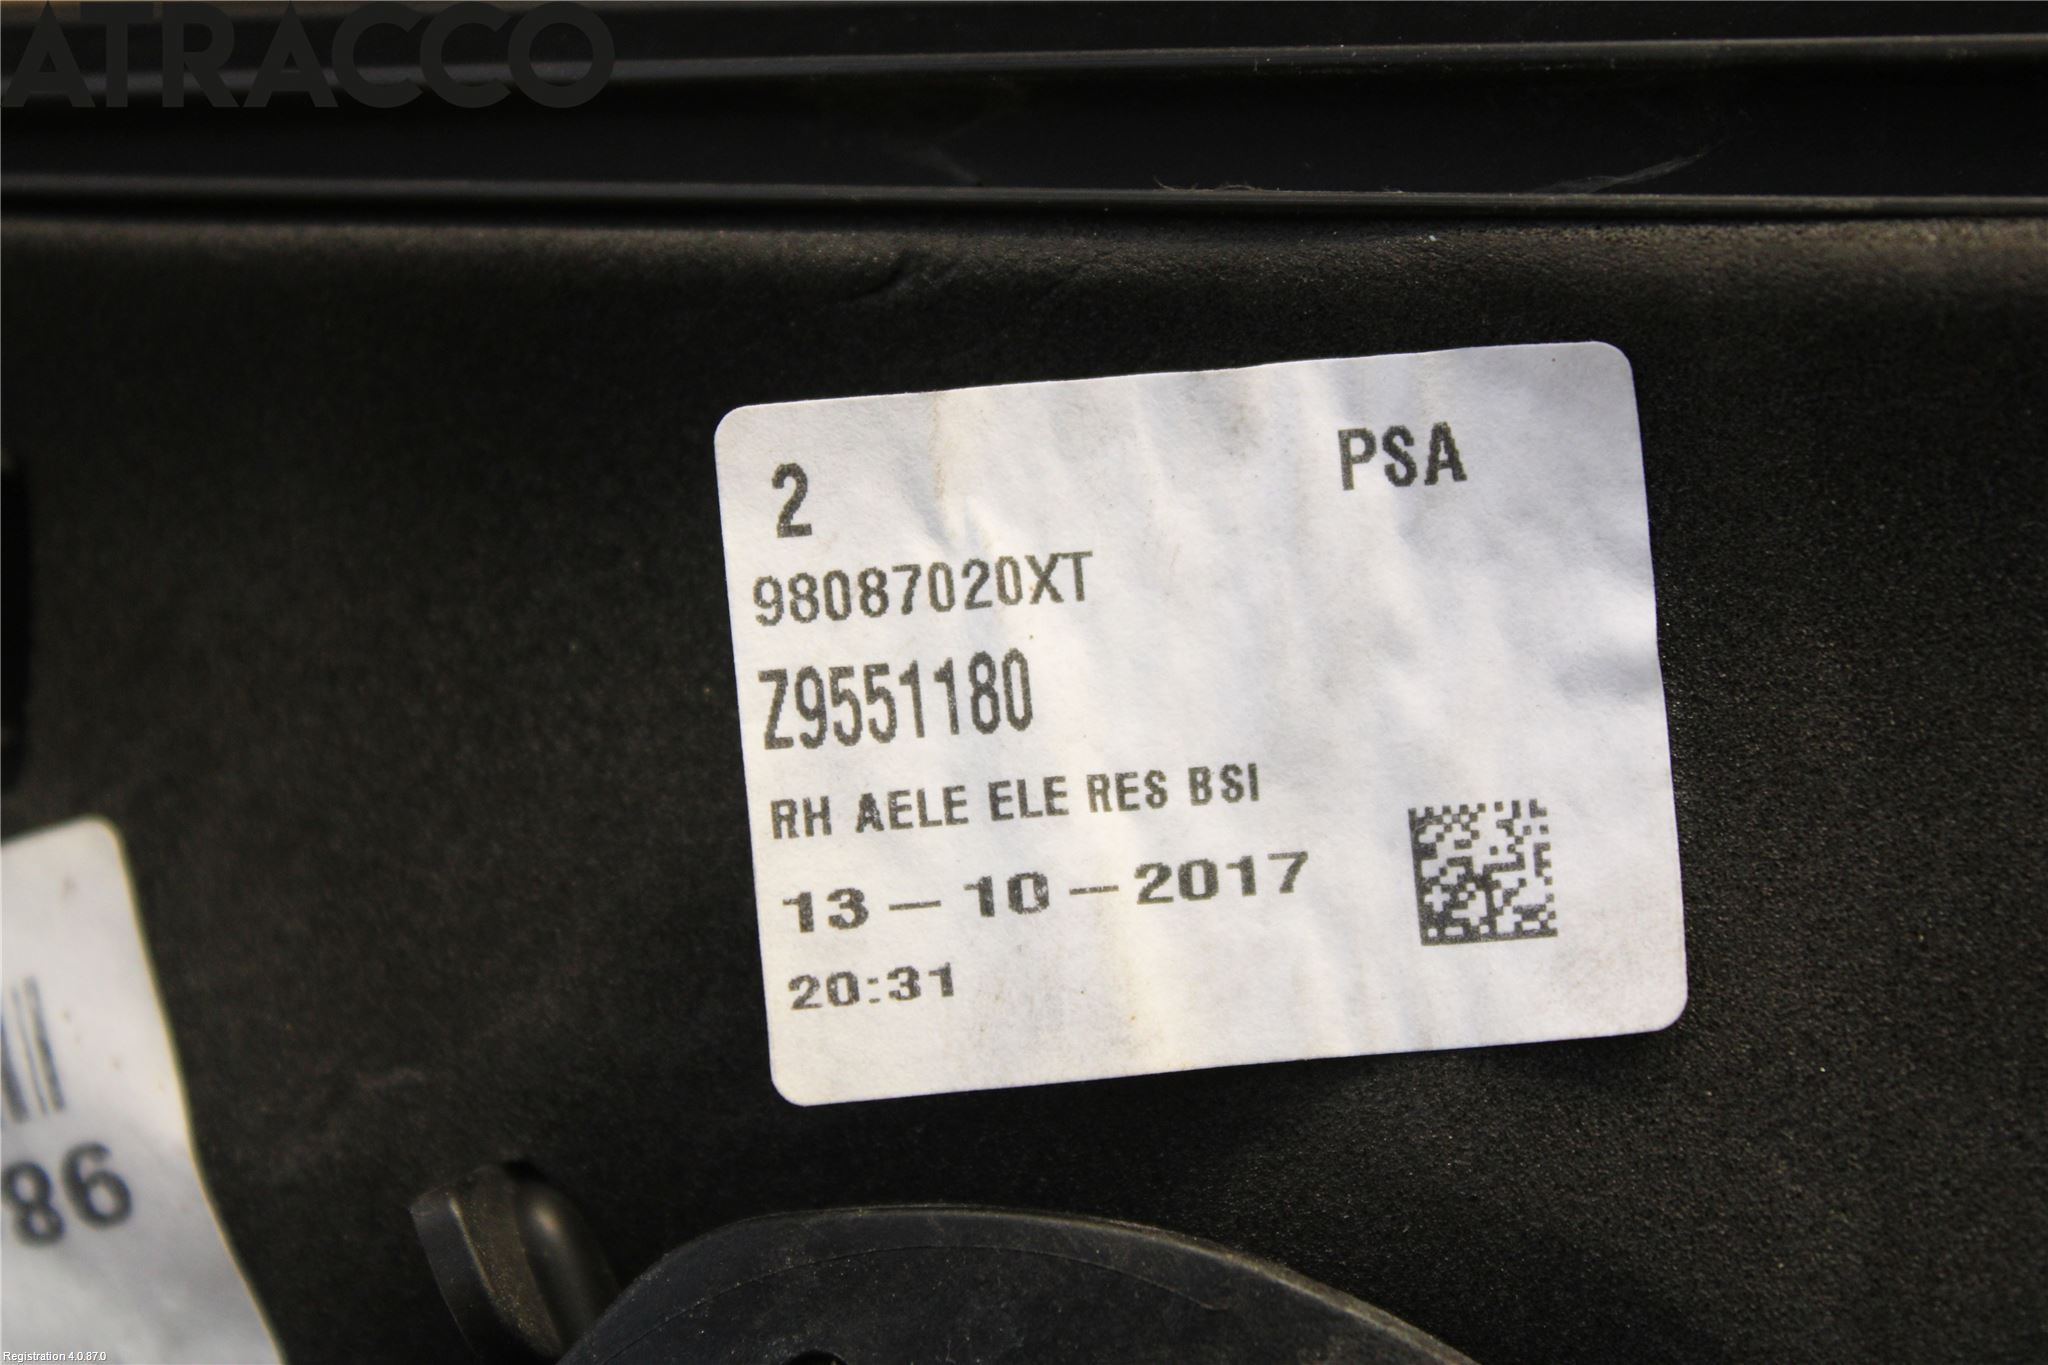 ATRACCO
2
PSA
98087020XT
Z9551180
RH AELE ELE RES BSI
13-10-2017
20:31
86
Registration 4.0.87.0